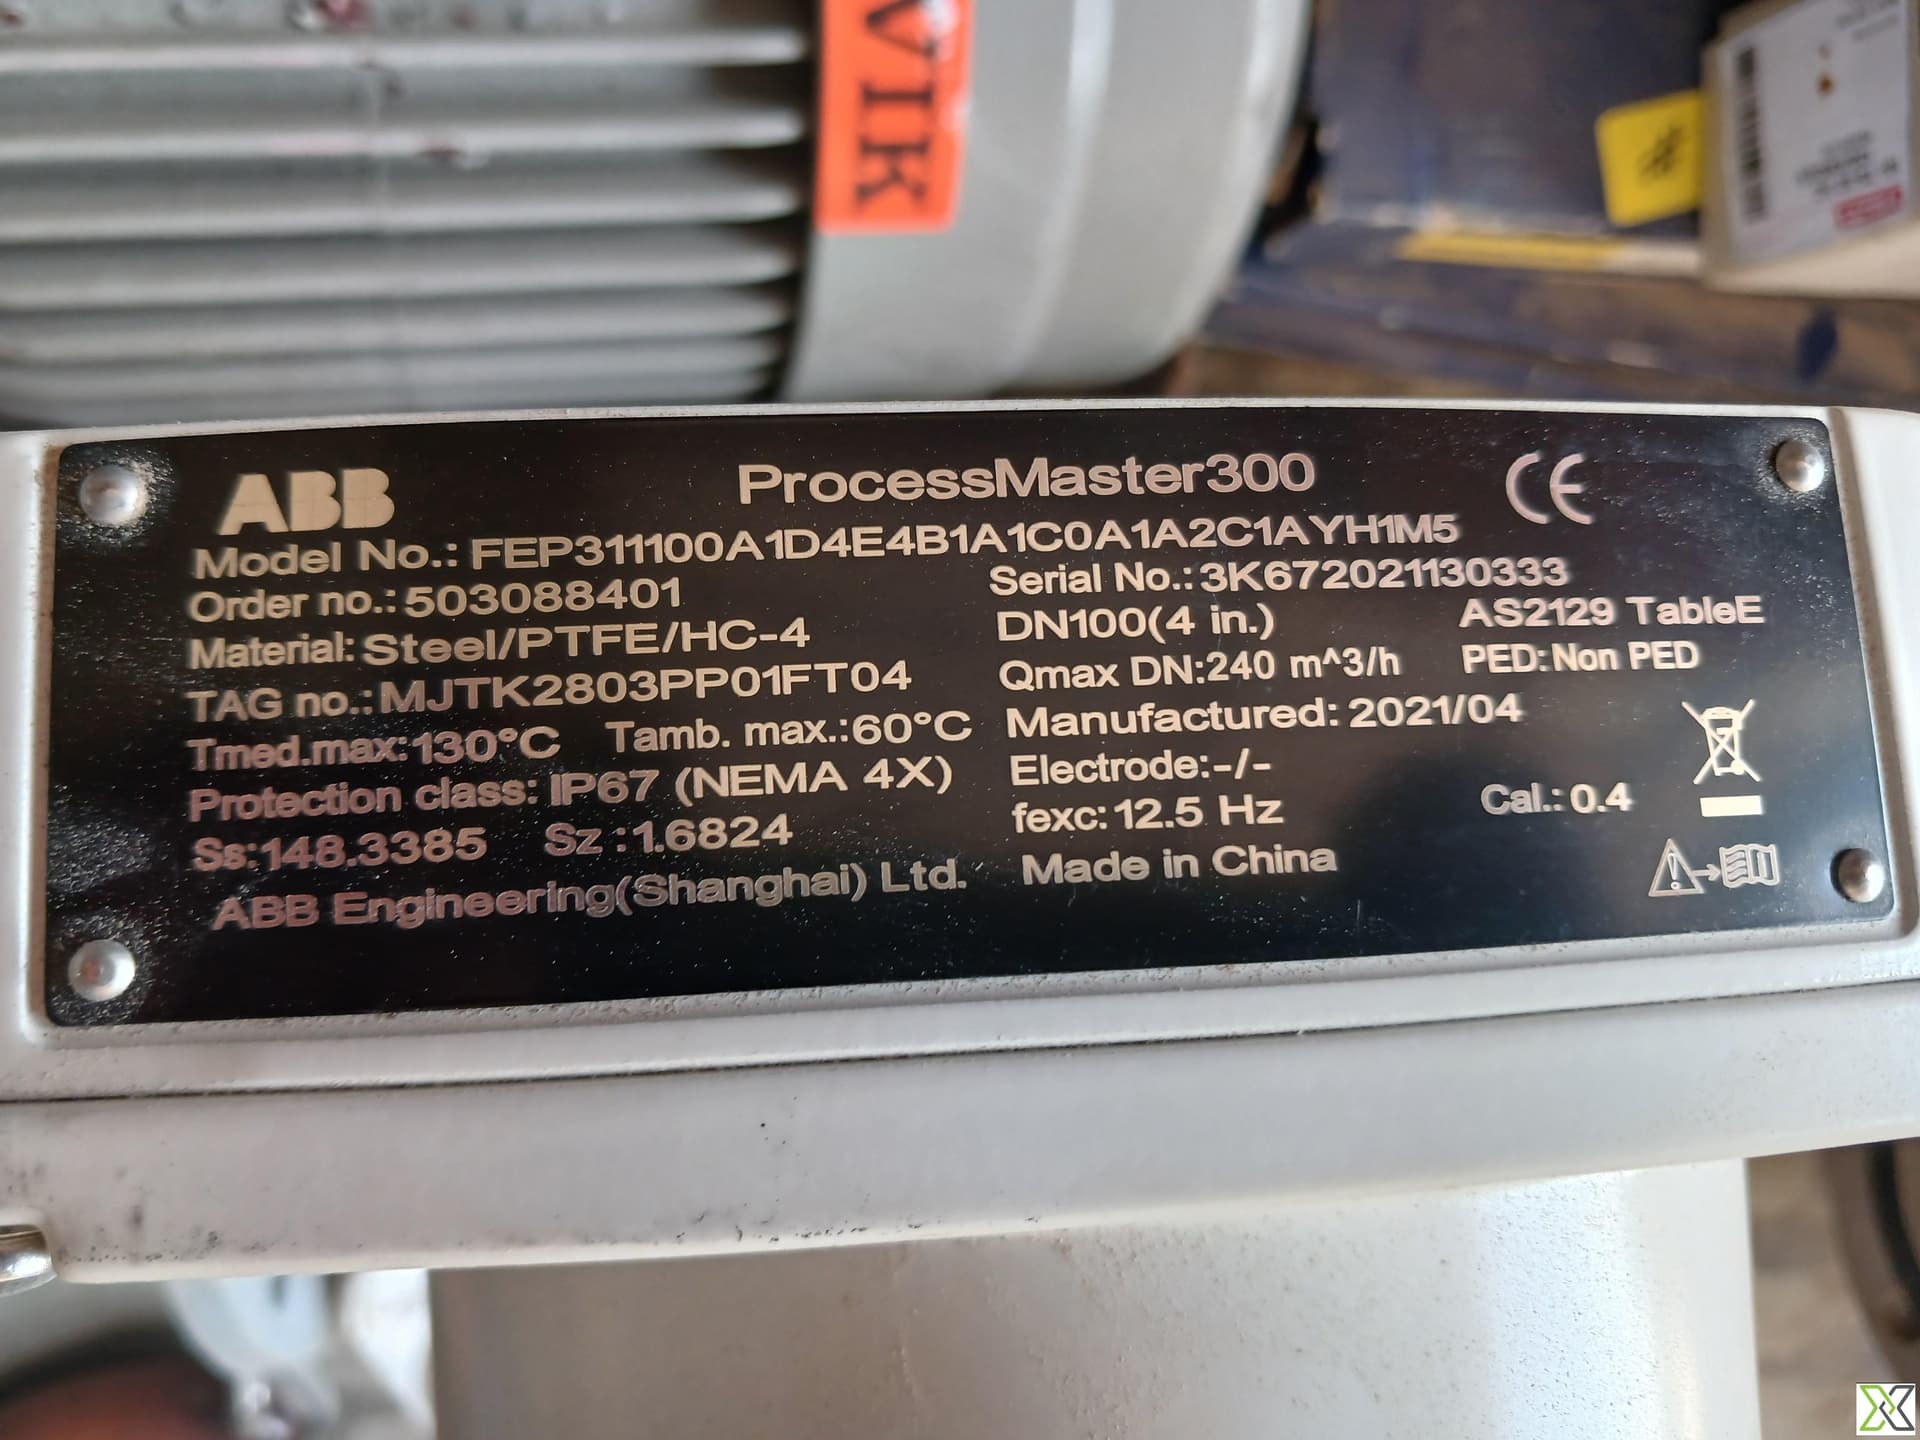 VIK
ABB
ProcessMaster300
CE
Model No.: FEP311100A1D4E4B1A1C0A1A2C1AYH1M5
Order no.: 503088401
Serial No.: 3K672021130333
Material: Steel/PTFE/HC-4
DN100(4 in.)
AS2129 TableE
TAG no.: MJTK2803PP01FT04
Qmax DN:240 m^3/h
PED: Non PED
Tmed.max: 130°C Tamb. max.:60°C
Manufactured: 2021/04
Protection class: IP67 (NEMA 4X)
Electrode:-/-
Ss:148.3385 Sz :1.6824
fexc: 12.5 Hz
Cal.: 0.4
ABB Engineering(Shanghai) Ltd.
Made in China